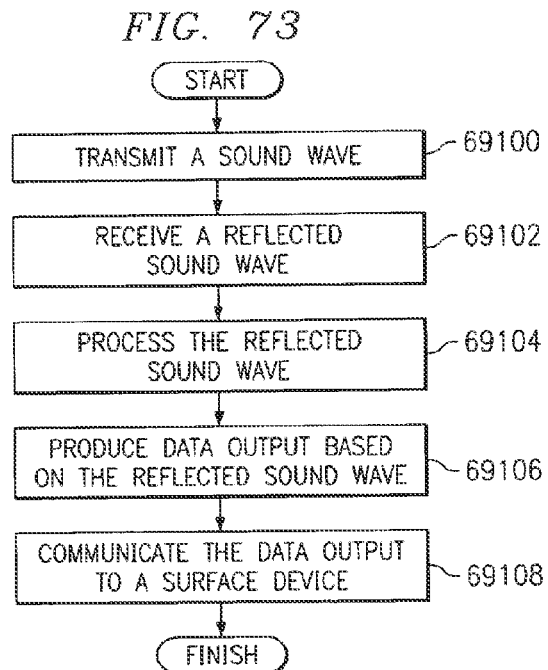 FIG. 73
START
TRANSMIT A SOUND WAVE
69100
RECEIVE A REFLECTED
SOUND WAVE
69102
PROCESS THE REFLECTED
SOUND WAVE
69104
PRODUCE DATA OUTPUT BASED
ON THE REFLECTED SOUND WAVE
69106
COMMUNICATE THE DATA OUTPUT
TO A SURFACE DEVICE
69108
FINISH